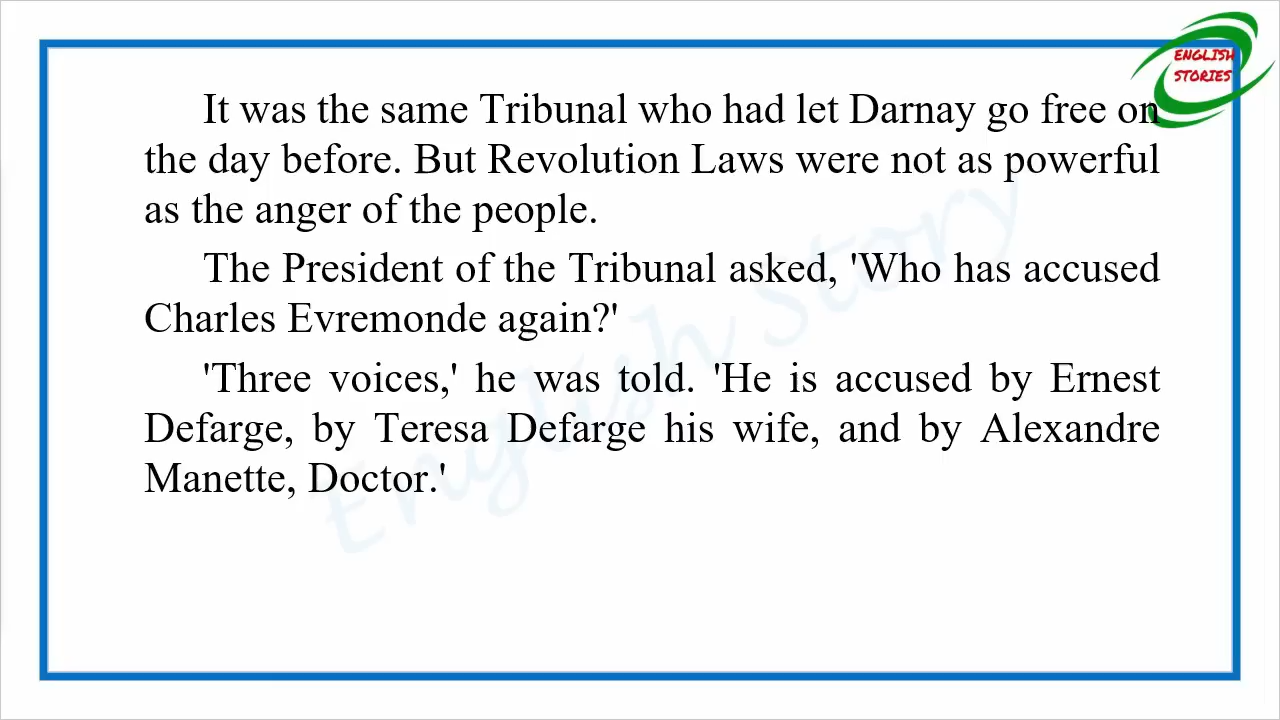 ENGLISH
STORIES
It was the same Tribunal who had let Darnay go free on
the day before. But Revolution Laws were not as powerful
as the anger of the people.
The President of the Tribunal asked, 'Who has accused
Charles Evremonde again?'
'Three voices,' he was told. 'He is accused by Ernest
Defarge, by Teresa Defarge his wife, and by Alexandre
Manette, Doctor.'
English Story